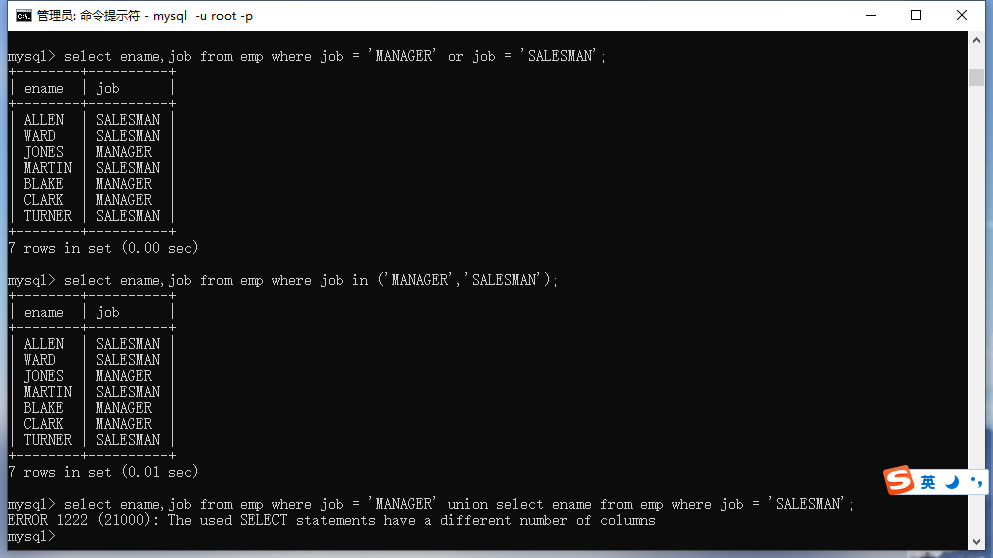 管理员: 命令提示符 - mysql  -u root -p
mysql> select ename,job from emp where job = 'MANAGER' or job = 'SALESMAN';
+--------+----------+
| ename  | job      |
+--------+----------+
| ALLEN  | SALESMAN |
| WARD   | SALESMAN |
| JONES  | MANAGER  |
| MARTIN | SALESMAN |
| BLAKE  | MANAGER  |
| CLARK  | MANAGER  |
| TURNER | SALESMAN |
+--------+----------+
7 rows in set (0.00 sec)
mysql> select ename,job from emp where job in ('MANAGER','SALESMAN');
+--------+----------+
| ename  | job      |
+--------+----------+
| ALLEN  | SALESMAN |
| WARD   | SALESMAN |
| JONES  | MANAGER  |
| MARTIN | SALESMAN |
| BLAKE  | MANAGER  |
| CLARK  | MANAGER  |
| TURNER | SALESMAN |
+--------+----------+
7 rows in set (0.01 sec)
mysql> select ename,job from emp where job = 'MANAGER' union select ename from emp where job = 'SALESMAN';
ERROR 1222 (21000): The used SELECT statements have a different number of columns
mysql>
英